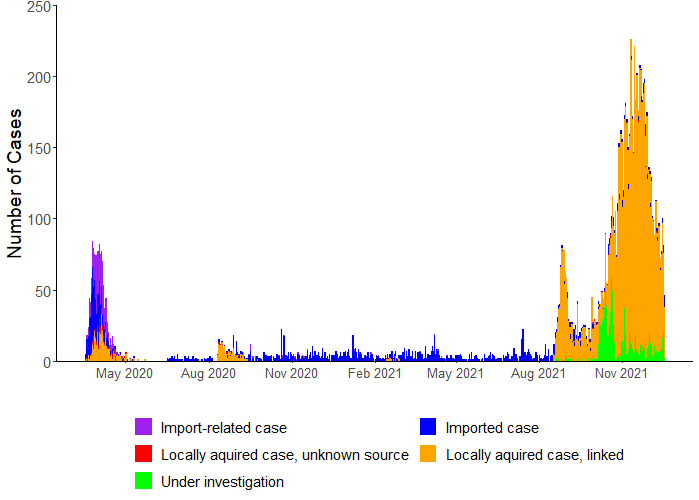 250
200
150
100
50
0
Number of Cases
May 2020 Aug 2020 Nov 2020 Feb 2021 May 2021 Aug 2021 Nov 2021
Import-related case Imported case
Locally aquired case, unknown source Locally aquired case, linked
Under investigation